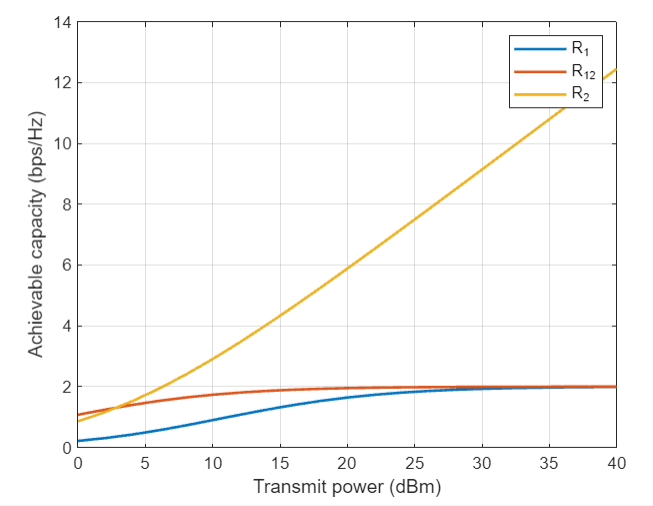 14
12
10
8
6
4
2
0
Achievable capacity (bps/Hz)
R₁
R₁₂
R₂
0 5 10 15 20 25 30 35 40
Transmit power (dBm)